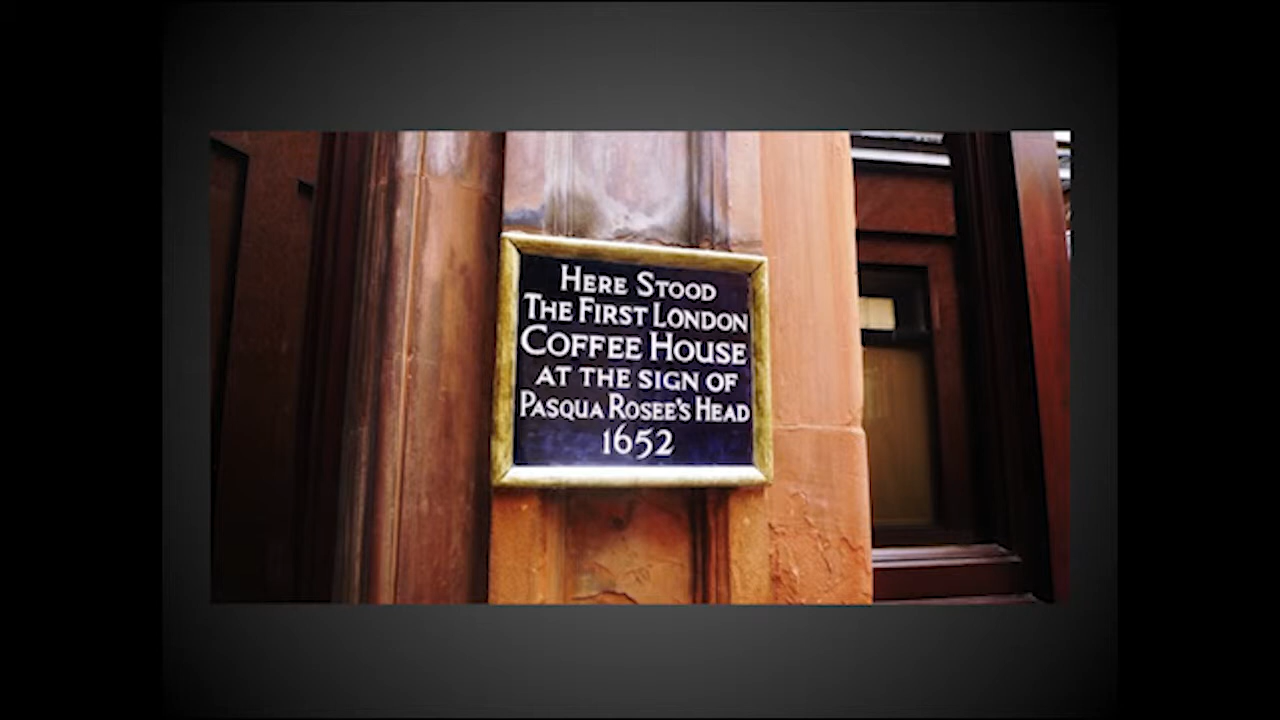 HERE STOOD
THE FIRST LONDON
COFFEE HOUSE
AT THE SIGN OF
PASQUA ROSEE'S HEAD
1652